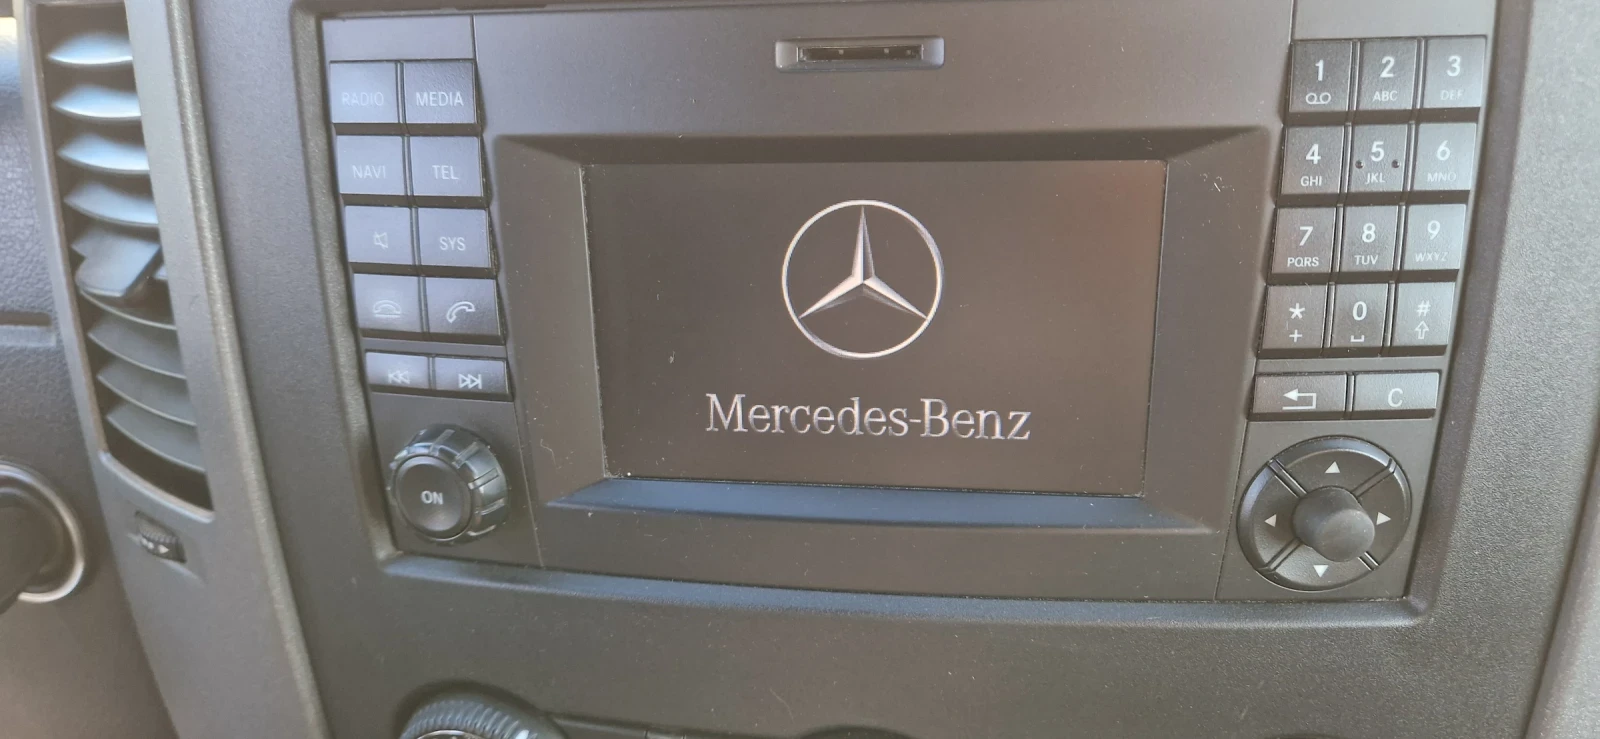 RADIO MEDIA
NAVI TEL
SYS
ON
Mercedes-Benz
1 2 ABC 3 DEF
4 GHI 5 JKL 6 MNO
7 PQRS 8 TUV 9 WXYZ
* + 0 #
C